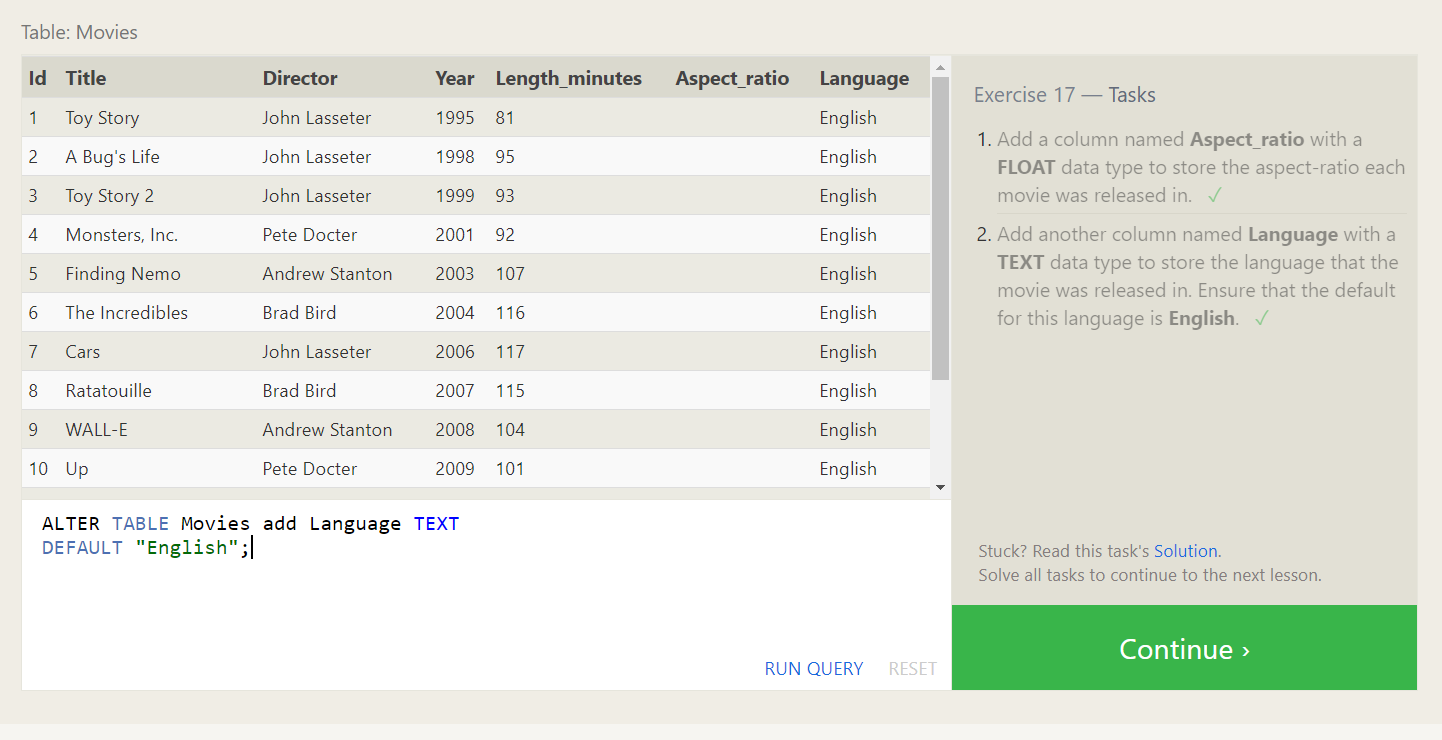 Table: Movies
Id Title Director Year Length_minutes Aspect_ratio Language
1 Toy Story John Lasseter 1995 81 English
2 A Bug's Life John Lasseter 1998 95 English
3 Toy Story 2 John Lasseter 1999 93 English
4 Monsters, Inc. Pete Docter 2001 92 English
5 Finding Nemo Andrew Stanton 2003 107 English
6 The Incredibles Brad Bird 2004 116 English
7 Cars John Lasseter 2006 117 English
8 Ratatouille Brad Bird 2007 115 English
9 WALL-E Andrew Stanton 2008 104 English
10 Up Pete Docter 2009 101 English
ALTER TABLE Movies add Language TEXT
DEFAULT "English";
RUN QUERY RESET
Exercise 17 — Tasks
1. Add a column named Aspect_ratio with a
FLOAT data type to store the aspect-ratio each
movie was released in. ✓
2. Add another column named Language with a
TEXT data type to store the language that the
movie was released in. Ensure that the default
for this language is English. ✓
Stuck? Read this task's Solution.
Solve all tasks to continue to the next lesson.
Continue ›